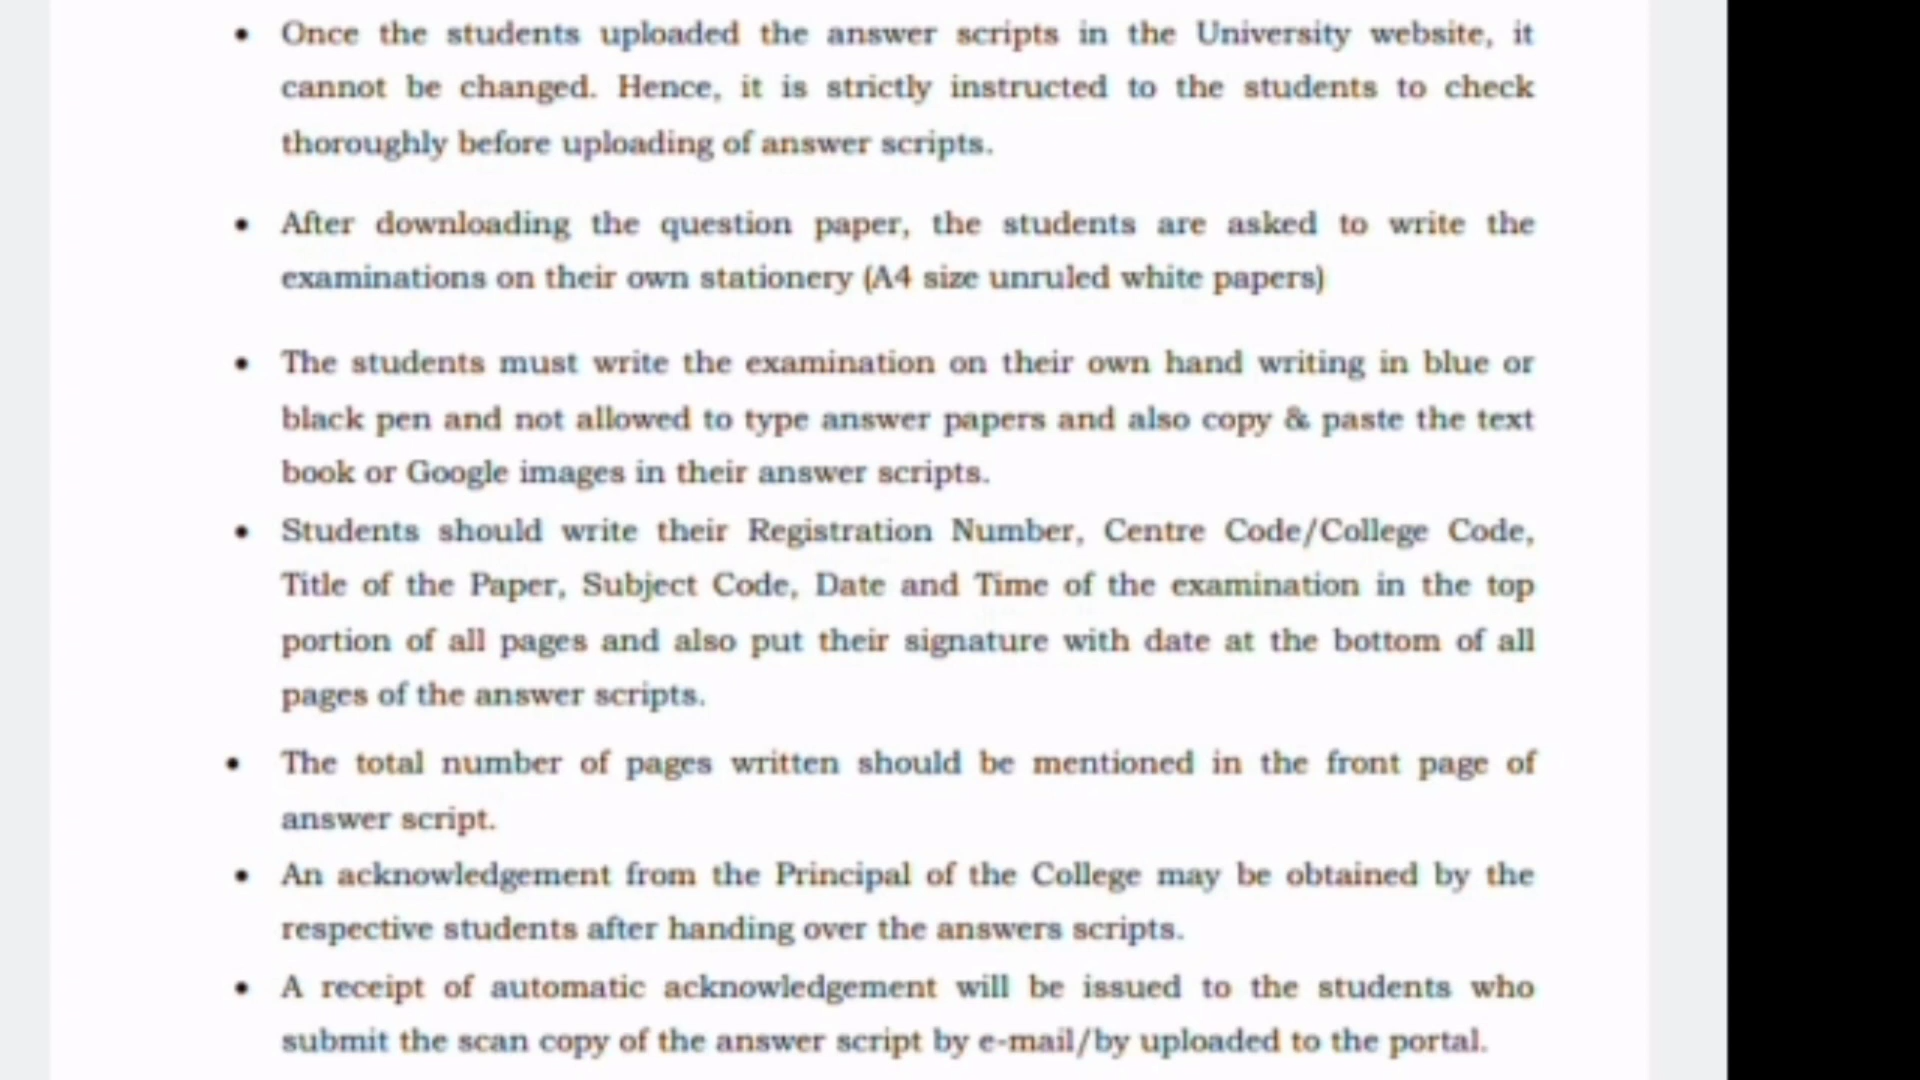 • Once the students uploaded the answer scripts in the University website, it
cannot be changed. Hence, it is strictly instructed to the students to check
thoroughly before uploading of answer scripts.
• After downloading the question paper, the students are asked to write the
examinations on their own stationery (A4 size unruled white papers)
• The students must write the examination on their own hand writing in blue or
black pen and not allowed to type answer papers and also copy & paste the text
book or Google images in their answer scripts.
• Students should write their Registration Number, Centre Code/College Code,
Title of the Paper, Subject Code, Date and Time of the examination in the top
portion of all pages and also put their signature with date at the bottom of all
pages of the answer scripts.
• The total number of pages written should be mentioned in the front page of
answer script.
• An acknowledgement from the Principal of the College may be obtained by the
respective students after handing over the answers scripts.
• A receipt of automatic acknowledgement will be issued to the students who
submit the scan copy of the answer script by e-mail/by uploaded to the portal.